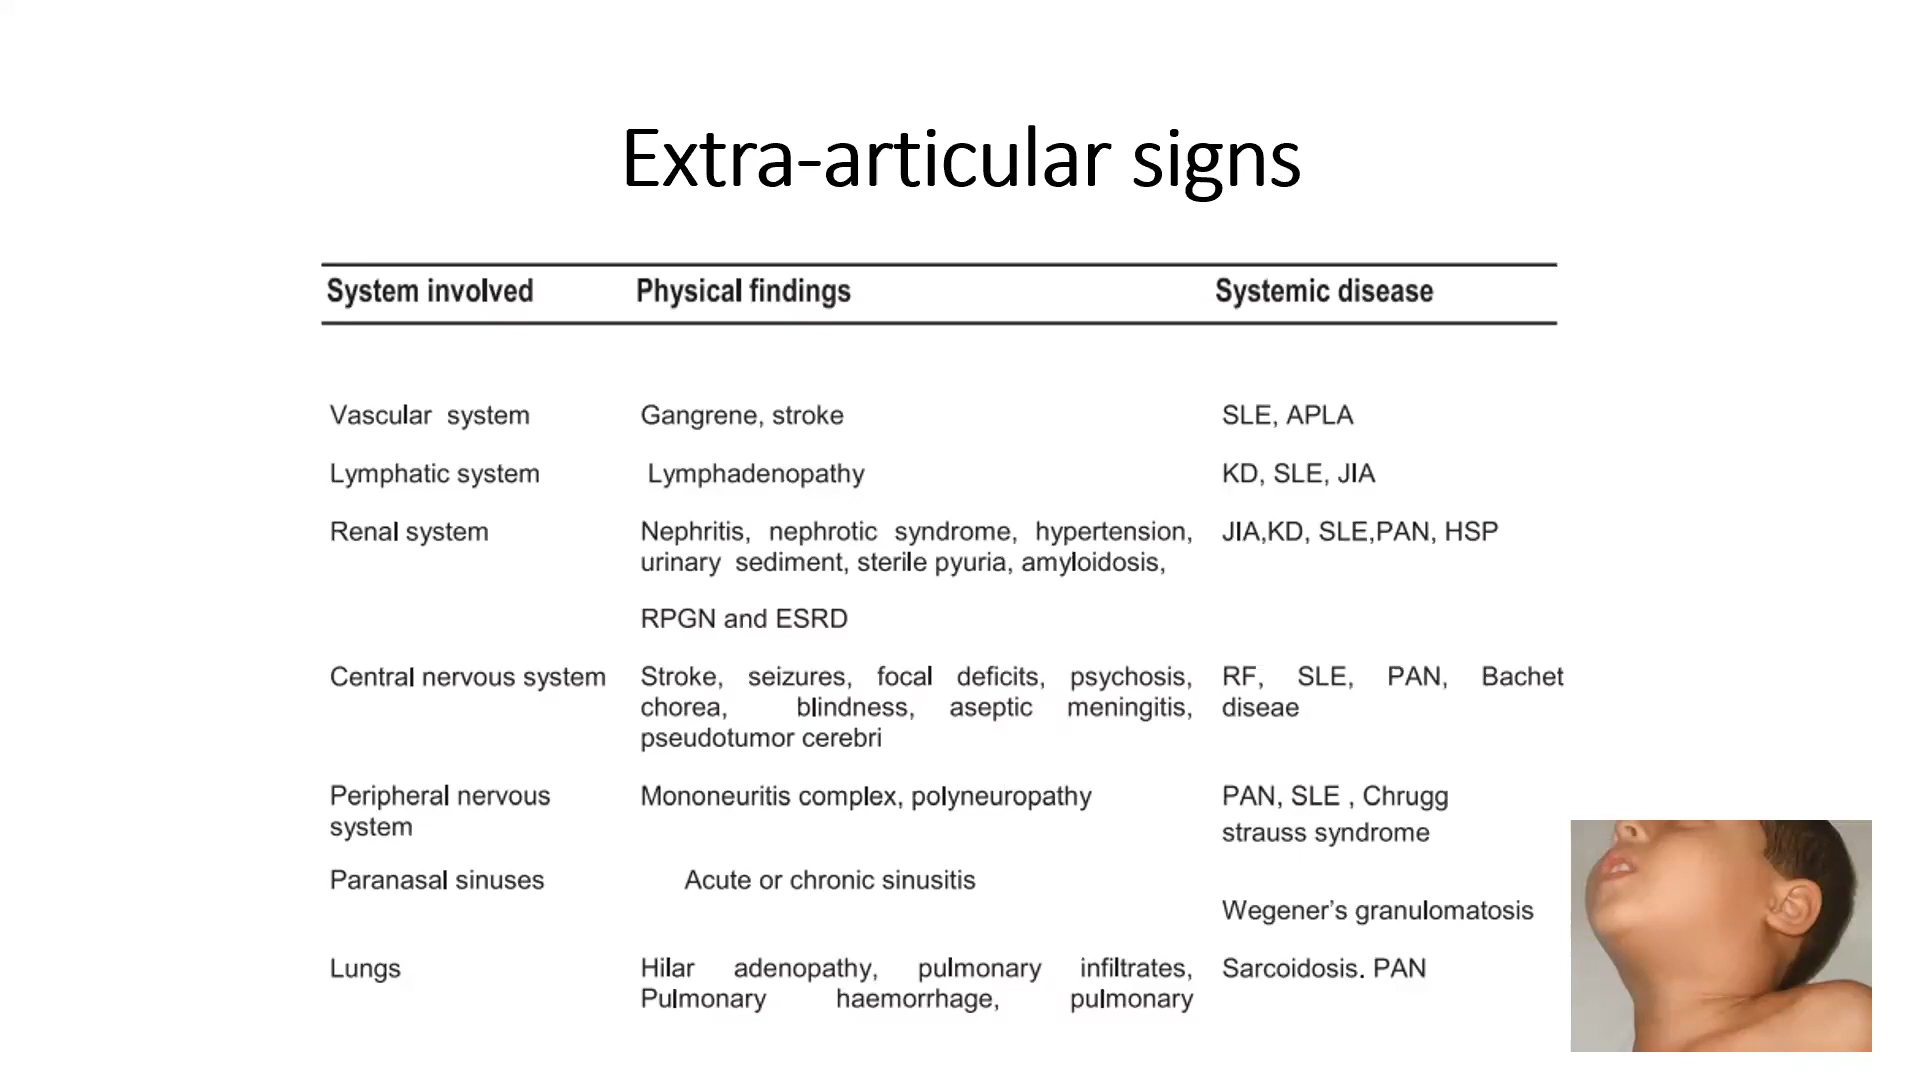 Extra-articular signs
System involved Physical findings Systemic disease
Vascular system Gangrene, stroke SLE, APLA
Lymphatic system Lymphadenopathy KD, SLE, JIA
Renal system Nephritis, nephrotic syndrome, hypertension, JIA,KD, SLE,PAN, HSP
urinary sediment, sterile pyuria, amyloidosis,
RPGN and ESRD
Central nervous system Stroke, seizures, focal deficits, psychosis, RF, SLE, PAN, Bachet
chorea, blindness, aseptic meningitis, diseae
pseudotumor cerebri
Peripheral nervous Mononeuritis complex, polyneuropathy PAN, SLE , Chrugg
system strauss syndrome
Paranasal sinuses Acute or chronic sinusitis
Wegener’s granulomatosis
Lungs Hilar adenopathy, pulmonary infiltrates, Sarcoidosis. PAN
Pulmonary haemorrhage, pulmonary